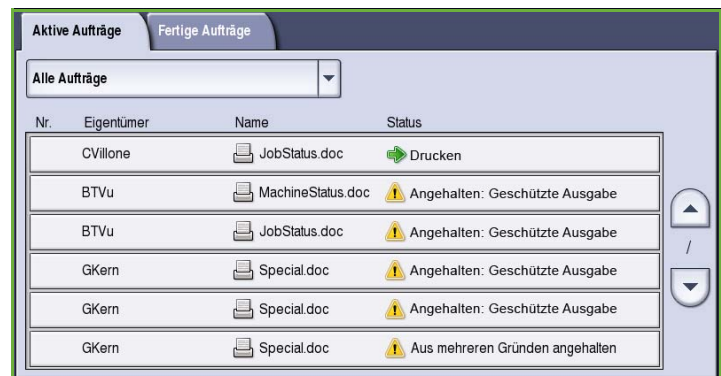 Aktive Aufträge Fertige Aufträge
Alle Aufträge
Nr. Eigentümer Name Status
CVillone JobStatus.doc Drucken
BTVu MachineStatus.doc Angehalten: Geschützte Ausgabe
BTVu JobStatus.doc Angehalten: Geschützte Ausgabe
/
GKern Special.doc Angehalten: Geschützte Ausgabe
GKern Special.doc Angehalten: Geschützte Ausgabe
GKern Special.doc Aus mehreren Gründen angehalten